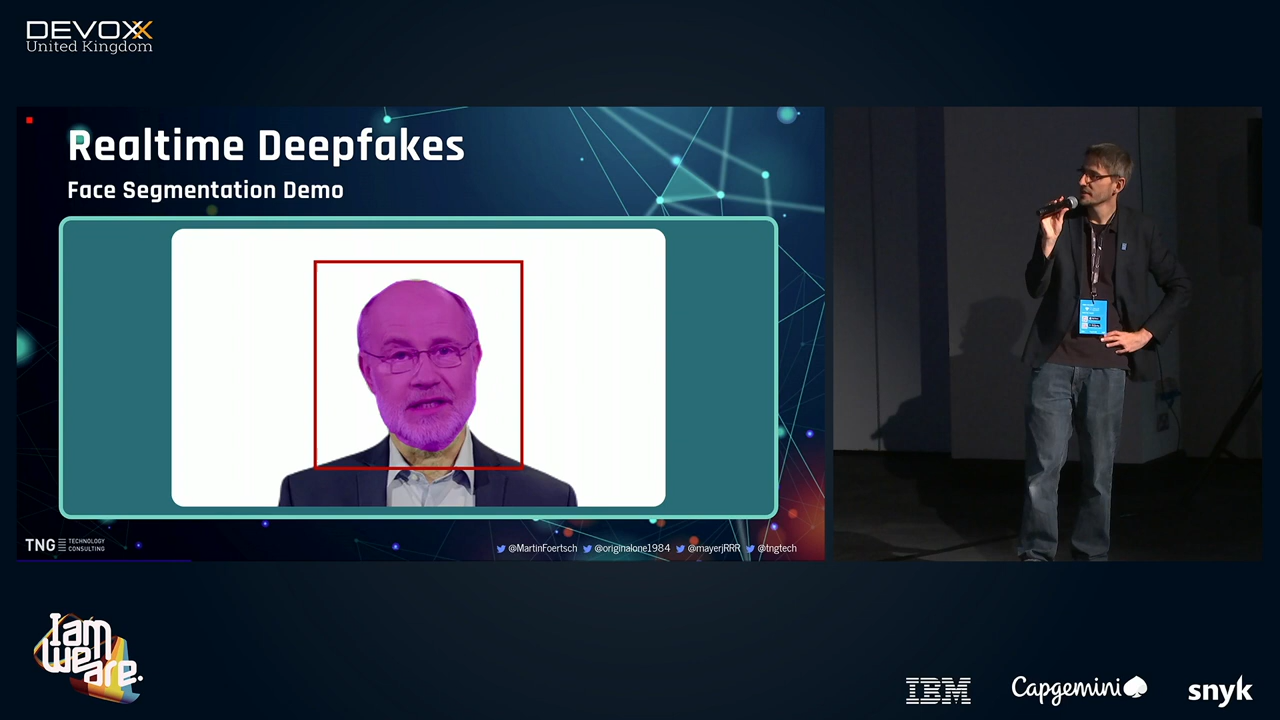 DEVOXX
United Kingdom
Realtime Deepfakes
Face Segmentation Demo
TNG TECHNOLOGY
CONSULTING
@MartinFoertsch @originalone1984 @mayerjRRR @tngtech
I am
We
are.
IBM
Capgemini
snyk